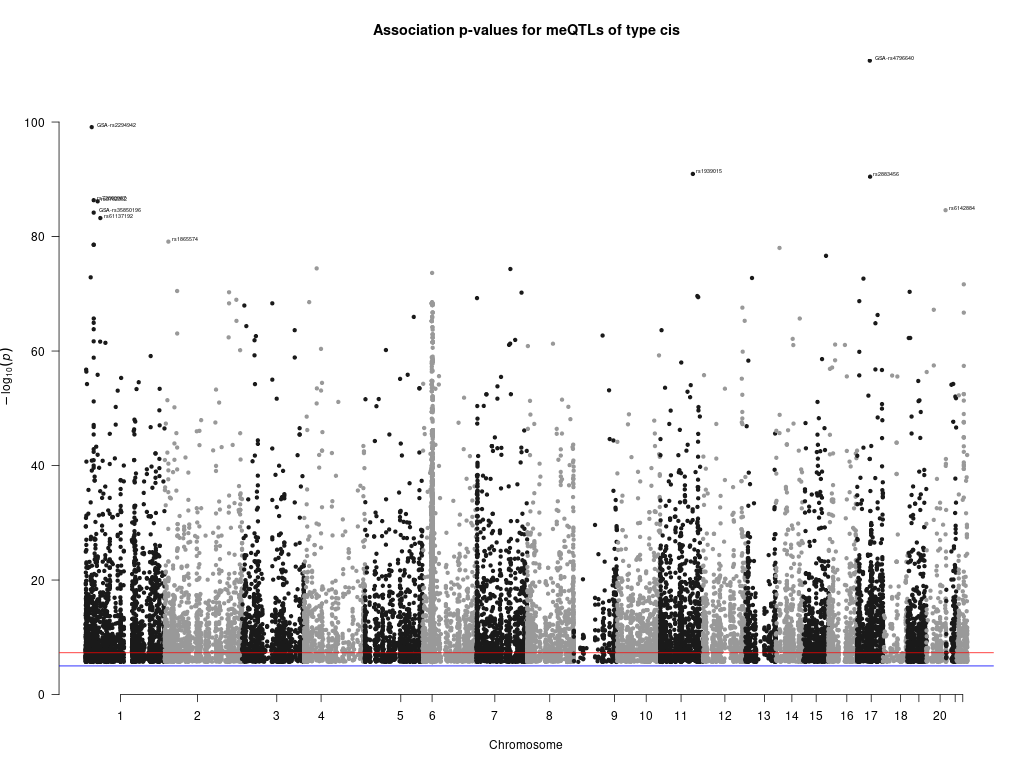 Association p-values for meQTLs of type cis
GSA-rs4796640
100
GSA-rs2294942
rs1939015
rs2883456
GSA-rs35850196
rs61137192
rs6142884
80
rs1865574
60
− log10(p)
40
20
0
1 2 3 4 5 6 7 8 9 10 11 12 13 14 15 16 17 18 20
Chromosome